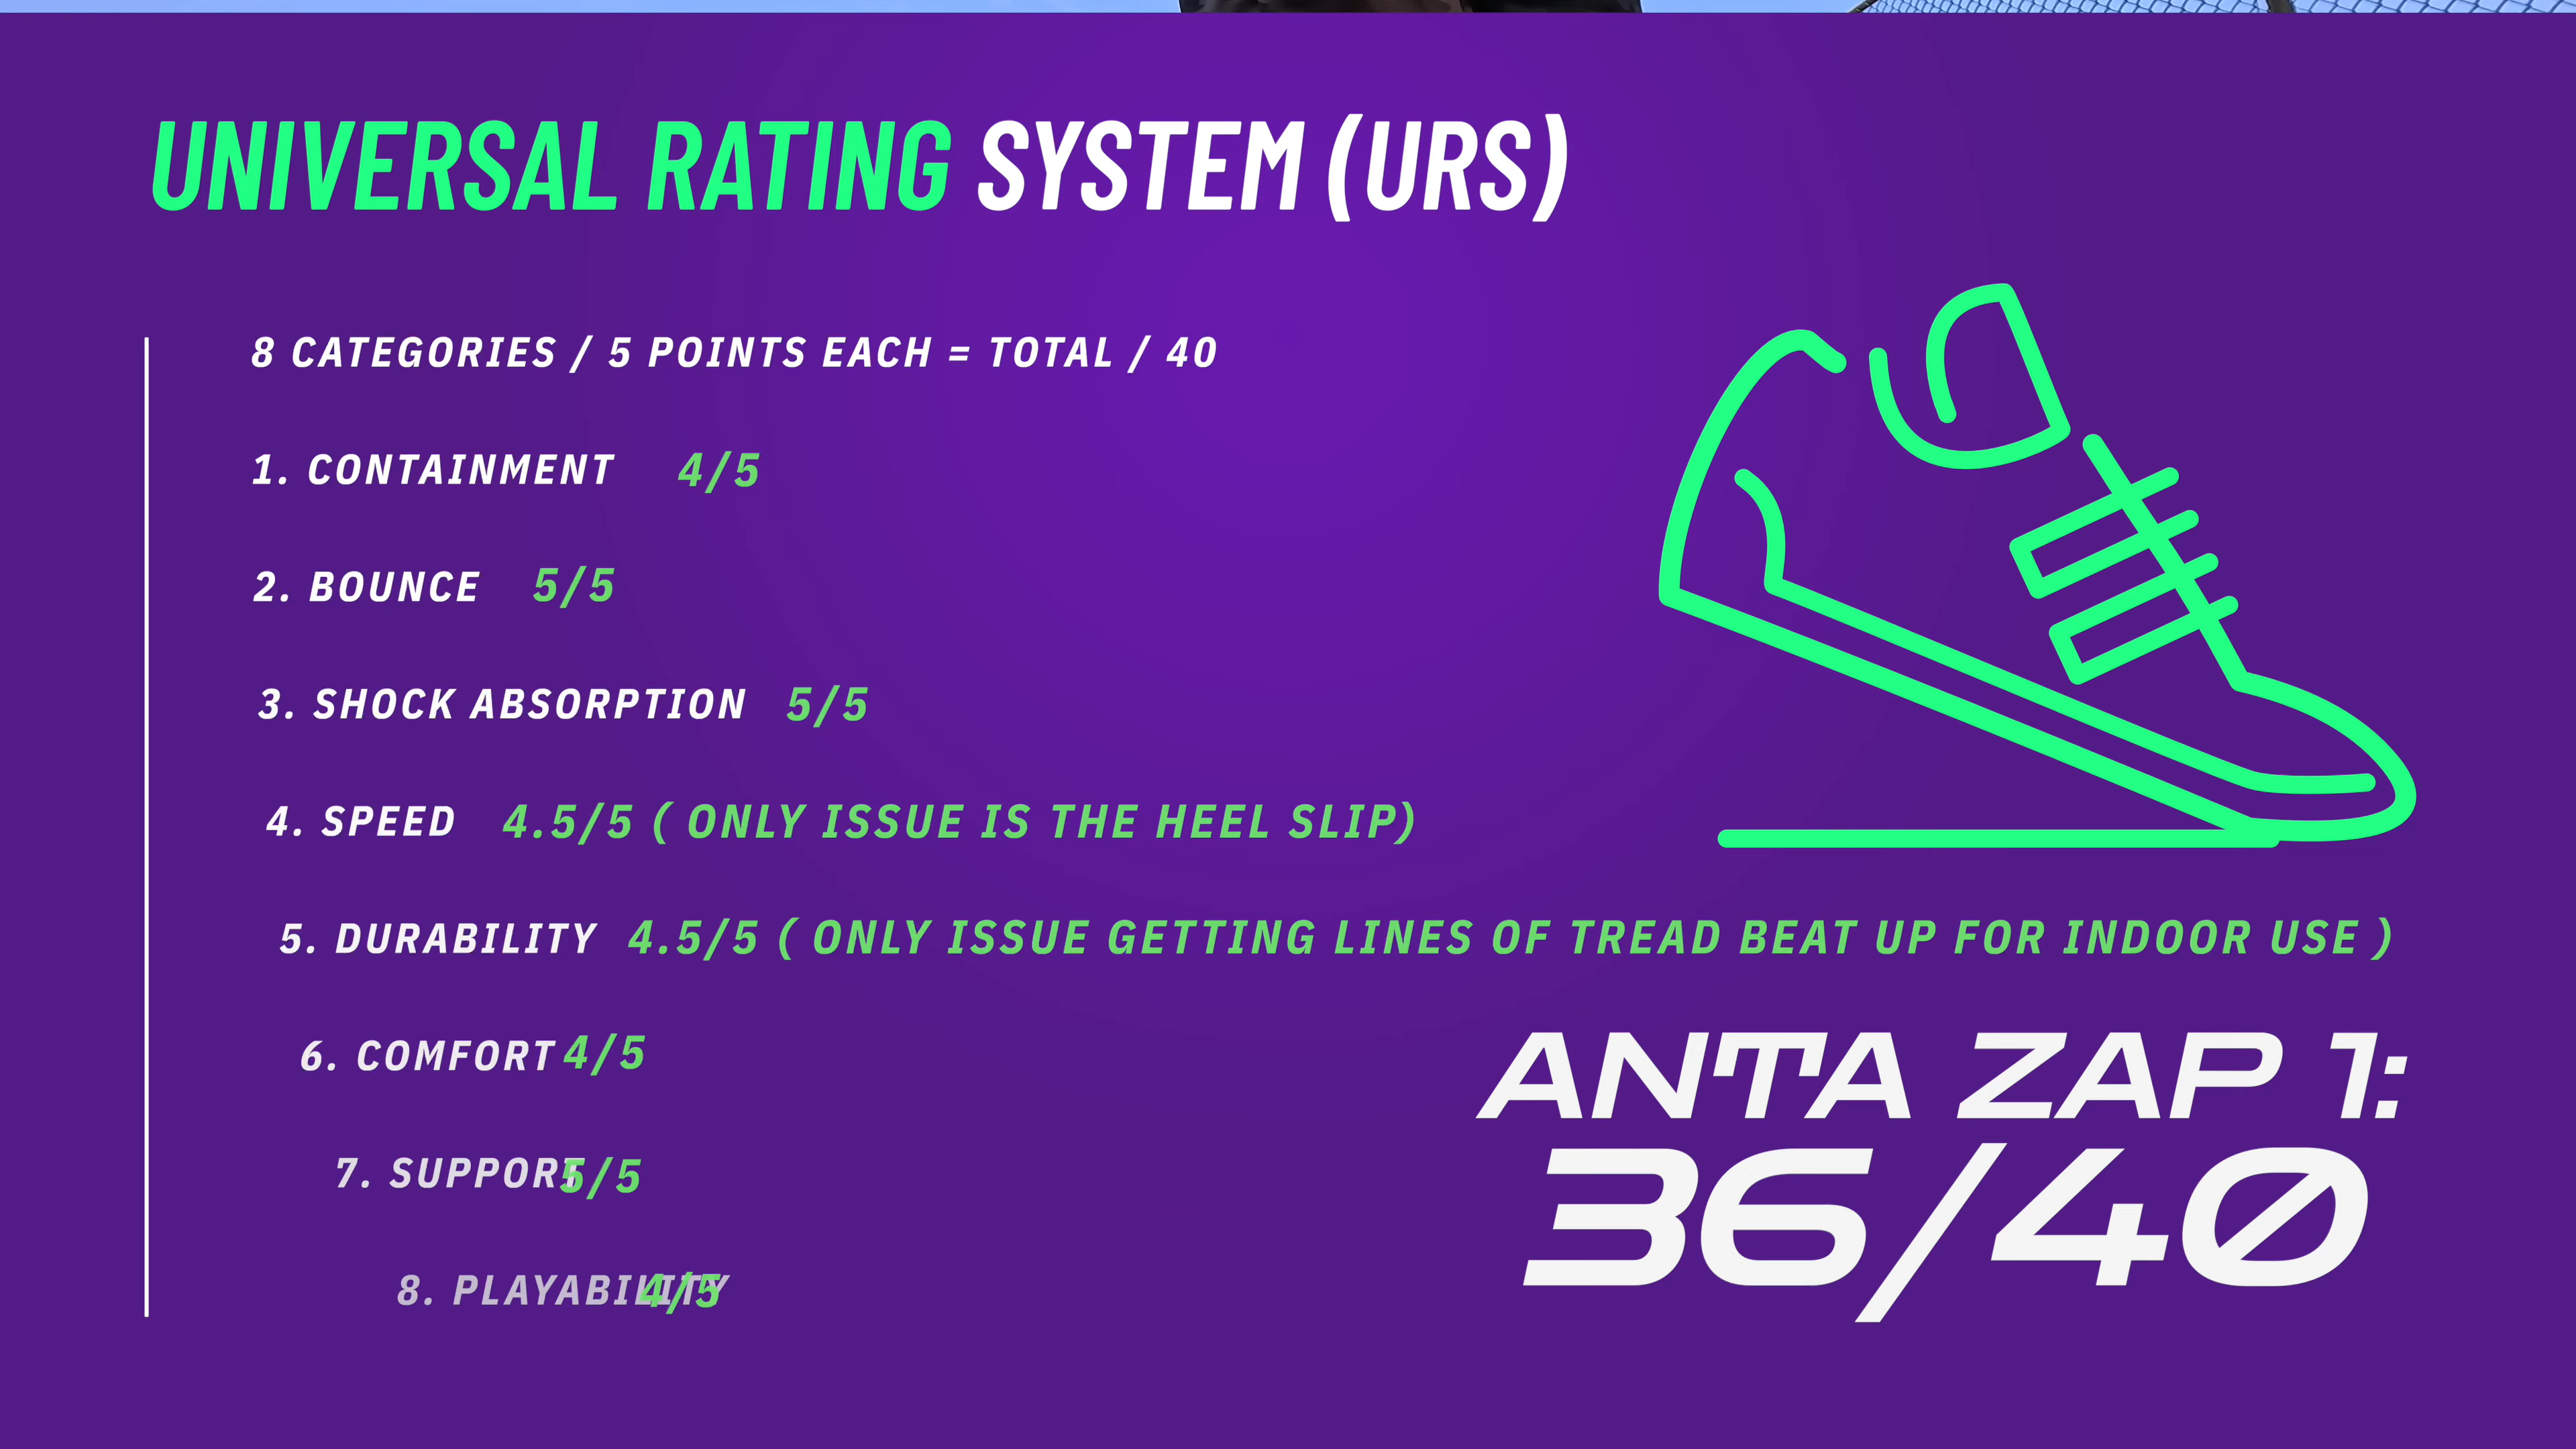 UNIVERSAL RATING SYSTEM (URS)
8 CATEGORIES / 5 POINTS EACH = TOTAL / 40
1. CONTAINMENT 4/5
2. BOUNCE 5/5
3. SHOCK ABSORPTION 5/5
4. SPEED 4.5/5 ( ONLY ISSUE IS THE HEEL SLIP)
5. DURABILITY 4.5/5 ( ONLY ISSUE GETTING LINES OF TREAD BEAT UP FOR INDOOR USE )
6. COMFORT 4/5
7. SUPPORT 5/5
8. PLAYABILITY 4/5
ANTA ZAP 1:
36/40